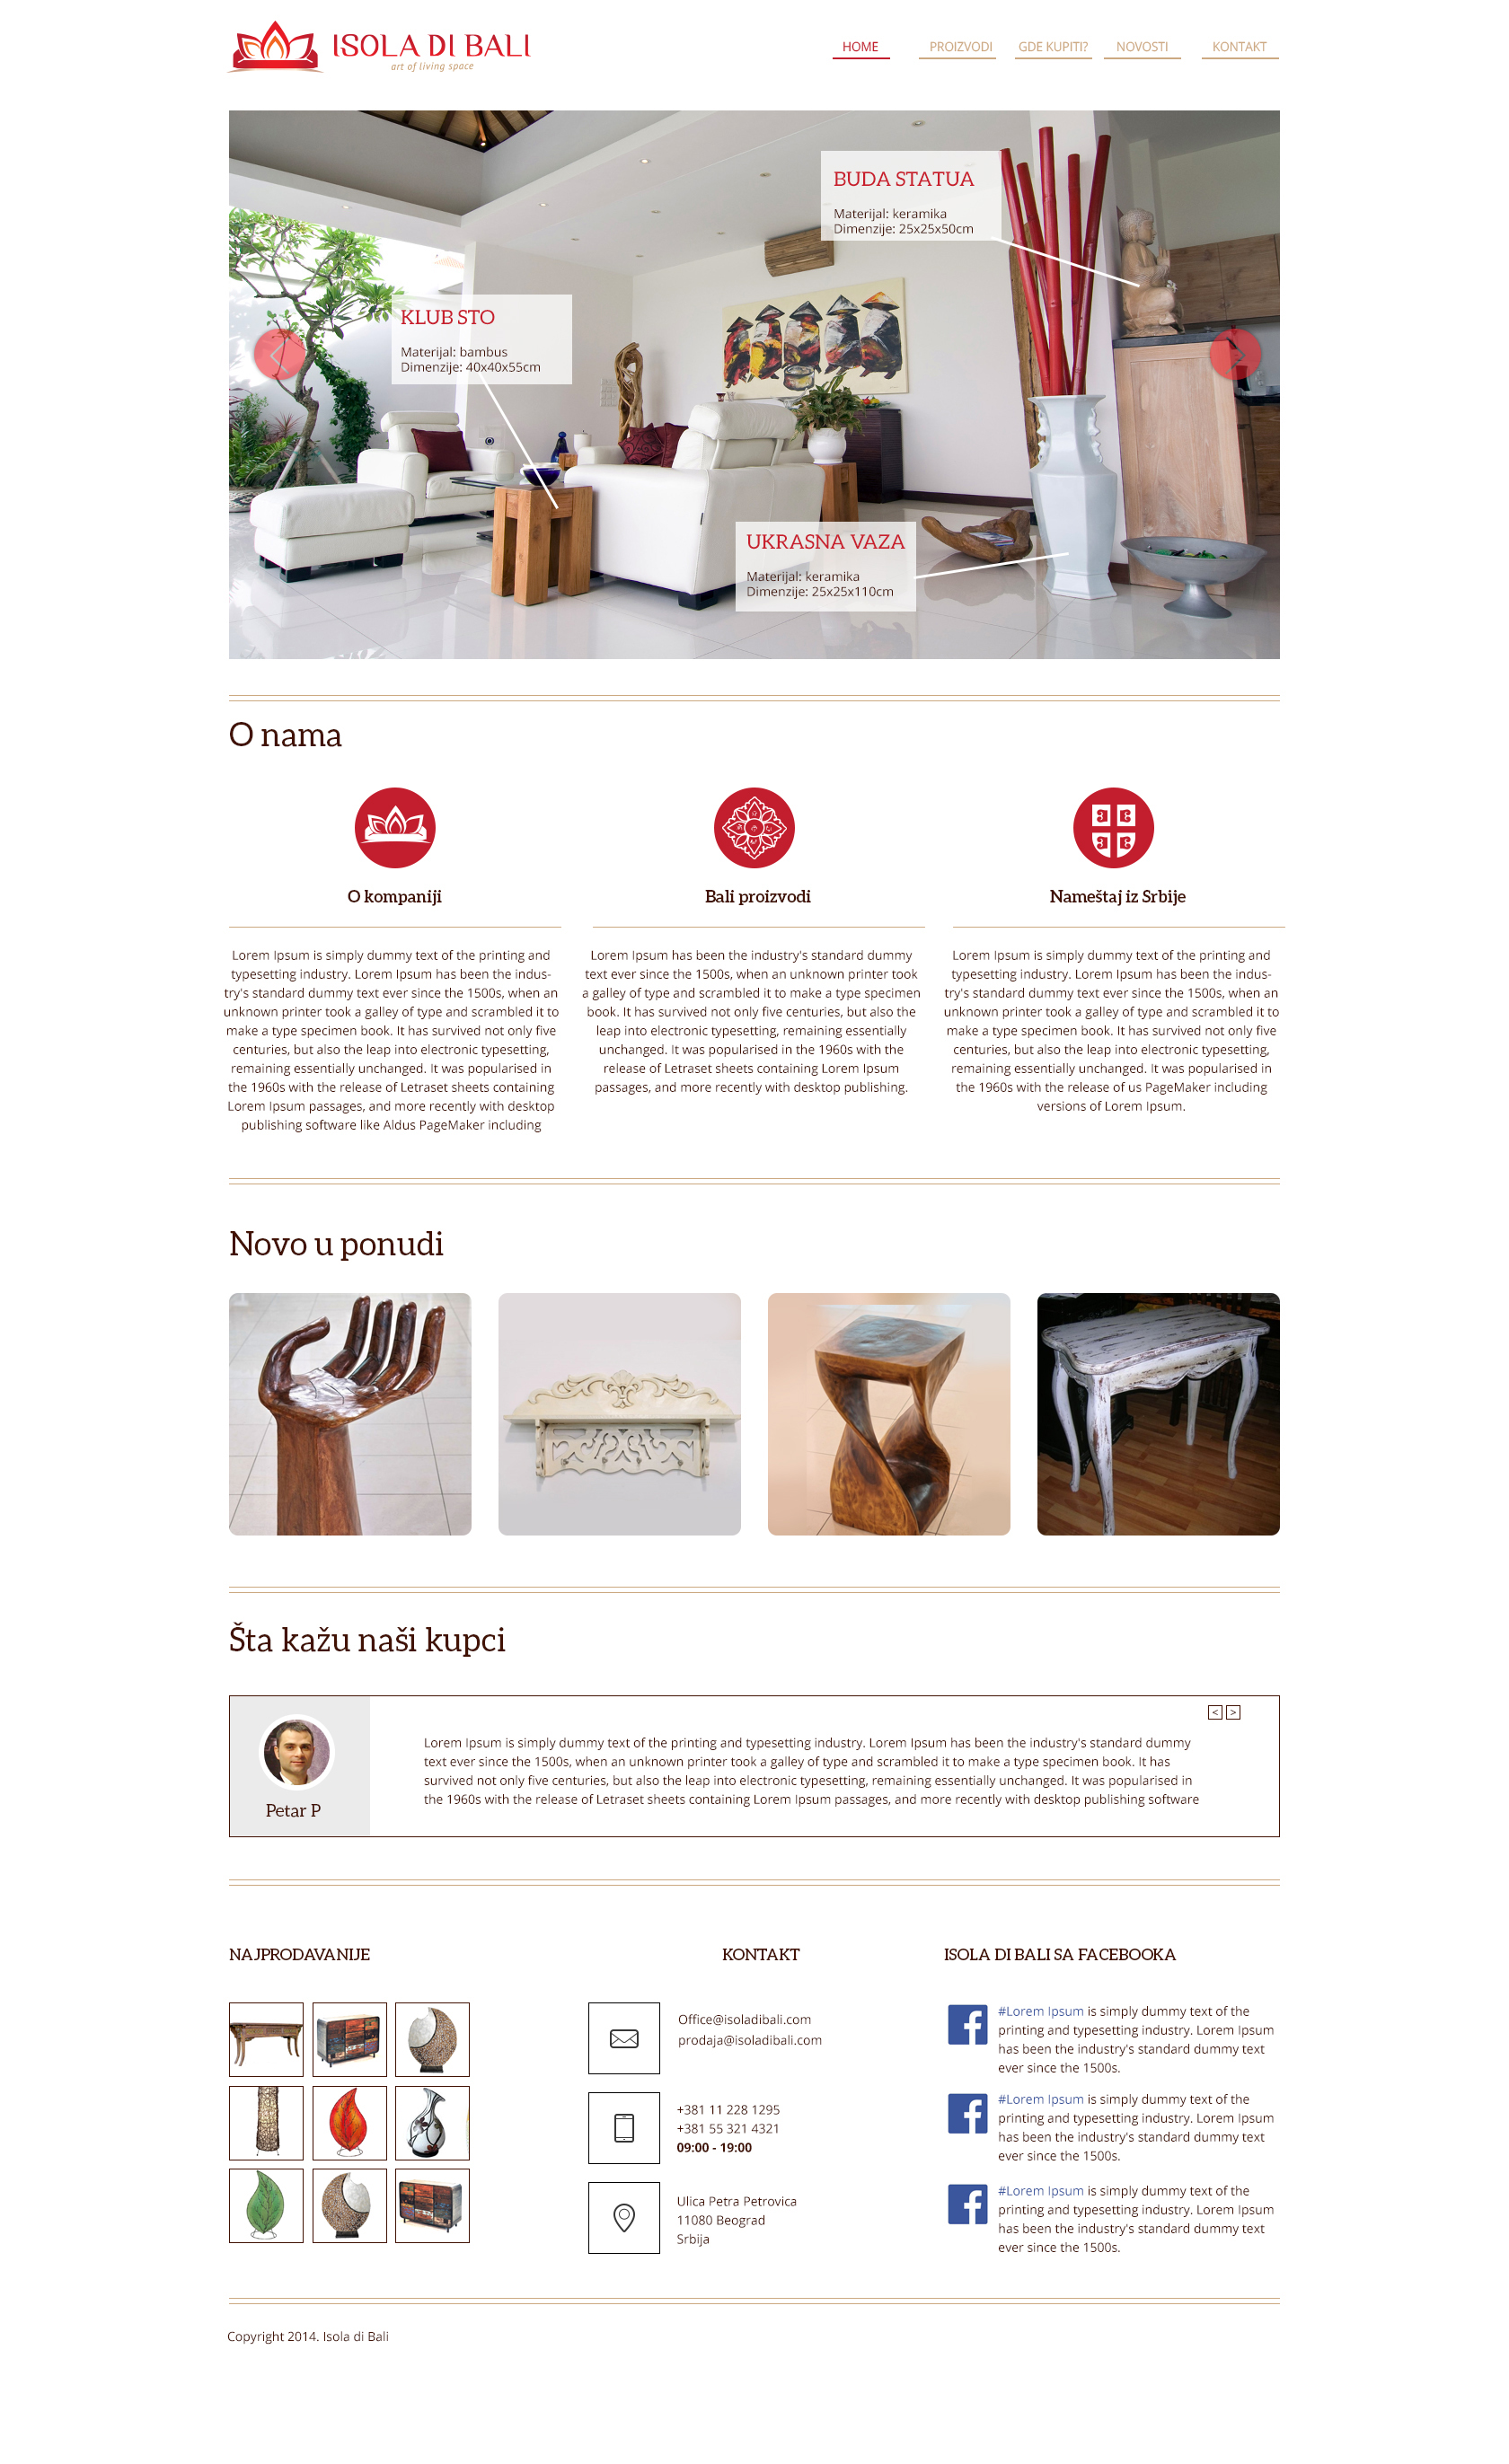 ISOLA DI BALI
art of living space
HOME
PROIZVODI
GDE KUPITI?
NOVOSTI
KONTAKT
BUDA STATUA
Materijal: keramika
Dimenzije: 25x25x50cm
KLUB STO
Materijal: bambus
Dimenzije: 40x40x55cm
UKRASNA VAZA
Materijal: keramika
Dimenzije: 25x25x110cm
O nama
O kompaniji
Lorem Ipsum is simply dummy text of the printing and
typesetting industry. Lorem Ipsum has been the indus-
try's standard dummy text ever since the 1500s, when an
unknown printer took a galley of type and scrambled it to
make a type specimen book. It has survived not only five
centuries, but also the leap into electronic typesetting,
remaining essentially unchanged. It was popularised in
the 1960s with the release of Letraset sheets containing
Lorem Ipsum passages, and more recently with desktop
publishing software like Aldus PageMaker including
Bali proizvodi
Lorem Ipsum has been the industry's standard dummy
text ever since the 1500s, when an unknown printer took
a galley of type and scrambled it to make a type specimen
book. It has survived not only five centuries, but also the
leap into electronic typesetting, remaining essentially
unchanged. It was popularised in the 1960s with the
release of Letraset sheets containing Lorem Ipsum
passages, and more recently with desktop publishing.
Nameštaj iz Srbije
Lorem Ipsum is simply dummy text of the printing and
typesetting industry. Lorem Ipsum has been the indus-
try's standard dummy text ever since the 1500s, when an
unknown printer took a galley of type and scrambled it to
make a type specimen book. It has survived not only five
centuries, but also the leap into electronic typesetting,
remaining essentially unchanged. It was popularised in
the 1960s with the release of us PageMaker including
versions of Lorem Ipsum.
Novo u ponudi
Šta kažu naši kupci
Petar P
< >
Lorem Ipsum is simply dummy text of the printing and typesetting industry. Lorem Ipsum has been the industry's standard dummy
text ever since the 1500s, when an unknown printer took a galley of type and scrambled it to make a type specimen book. It has
survived not only five centuries, but also the leap into electronic typesetting, remaining essentially unchanged. It was popularised in
the 1960s with the release of Letraset sheets containing Lorem Ipsum passages, and more recently with desktop publishing software
NAJPRODAVANIJE
KONTAKT
Office@isoladibali.com
prodaja@isoladibali.com
+381 11 228 1295
+381 55 321 4321
09:00 - 19:00
Ulica Petra Petrovica
11080 Beograd
Srbija
ISOLA DI BALI SA FACEBOOKA
#Lorem Ipsum is simply dummy text of the
printing and typesetting industry. Lorem Ipsum
has been the industry's standard dummy text
ever since the 1500s.
#Lorem Ipsum is simply dummy text of the
printing and typesetting industry. Lorem Ipsum
has been the industry's standard dummy text
ever since the 1500s.
#Lorem Ipsum is simply dummy text of the
printing and typesetting industry. Lorem Ipsum
has been the industry's standard dummy text
ever since the 1500s.
Copyright 2014. Isola di Bali